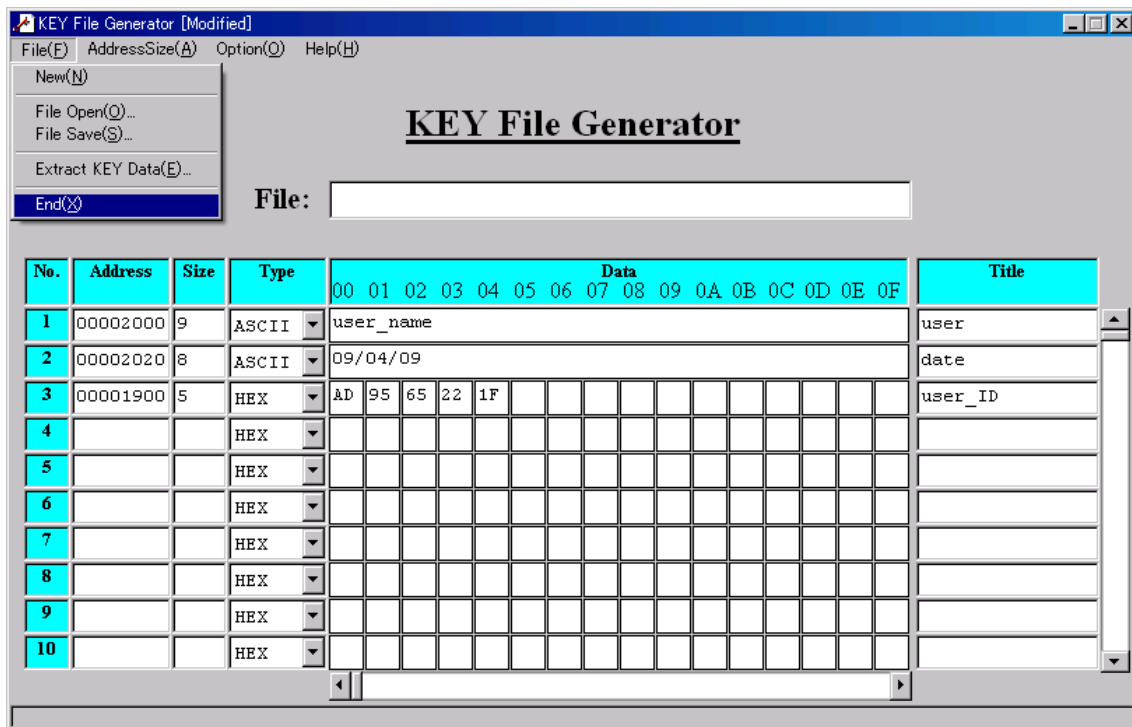 KEY File Generator [Modified]
File(F) AddressSize(A) Option(O) Help(H)
New(N)
File Open(O)...
File Save(S)...
Extract KEY Data(E)...
End(X)
KEY File Generator
File:
No. Address Size Type Data Title
00 01 02 03 04 05 06 07 08 09 0A 0B 0C 0D 0E 0F
1 00002000 9 ASCII user_name user
2 00002020 8 ASCII 09/04/09 date
3 00001900 5 HEX AD 95 65 22 1F user_ID
4 HEX
5 HEX
6 HEX
7 HEX
8 HEX
9 HEX
10 HEX